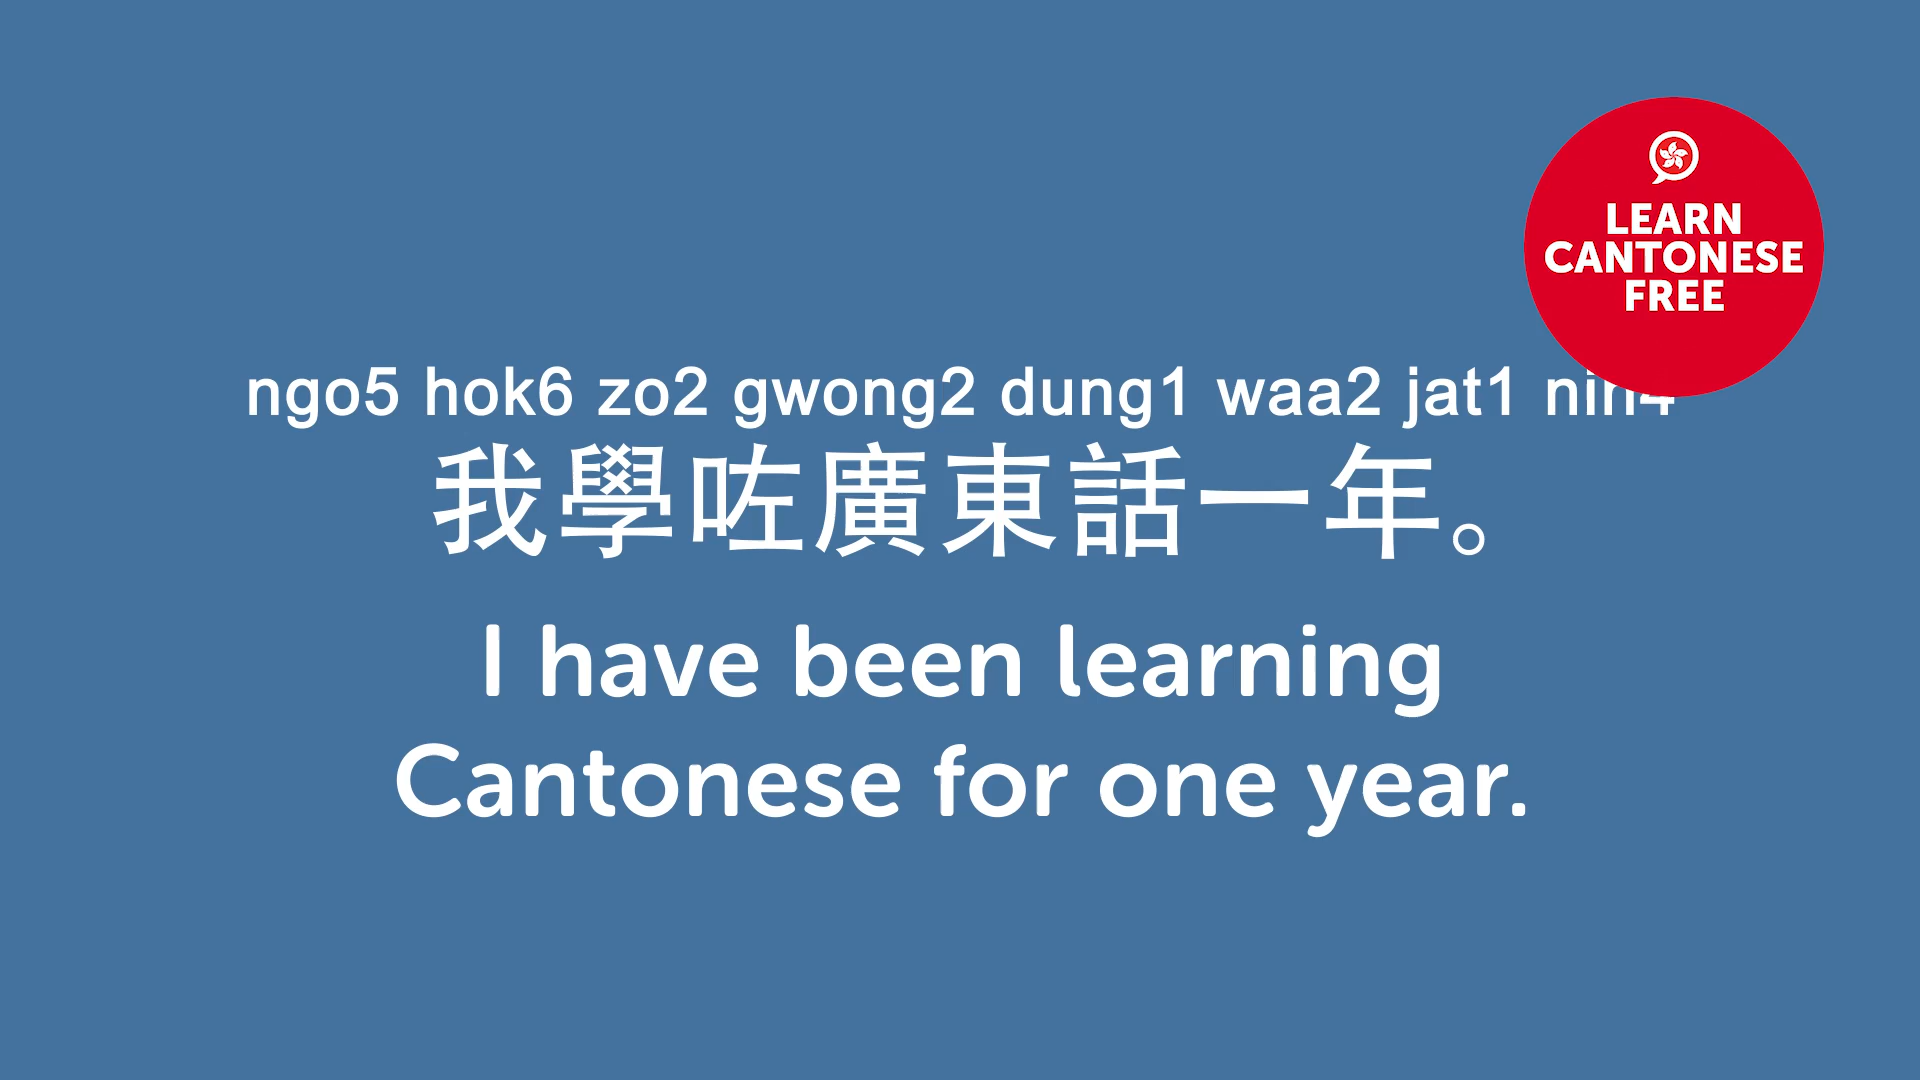 LEARN
CANTONESE
FREE
ngo5 hok6 zo2 gwong2 dung1 waa2 jat1 nin4
我學咗廣東話一年。
I have been learning
Cantonese for one year.